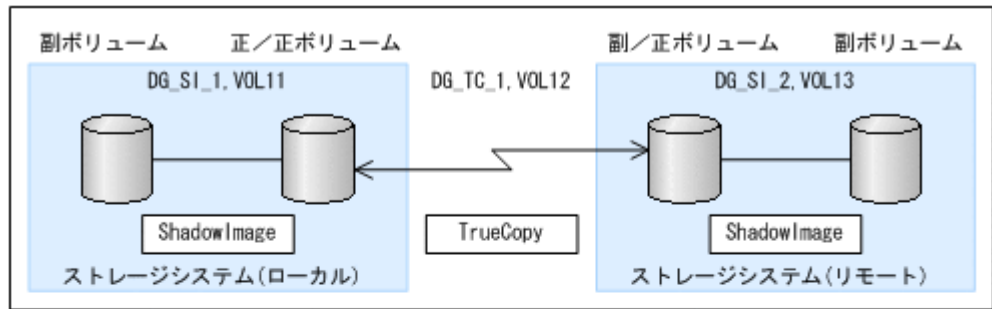 副ボリューム 正／正ボリューム 副／正ボリューム 副ボリューム
DG_SI_1,VOL11 DG_TC_1,VOL12 DG_SI_2,VOL13
ShadowImage TrueCopy ShadowImage
ストレージシステム(ローカル) ストレージシステム(リモート)